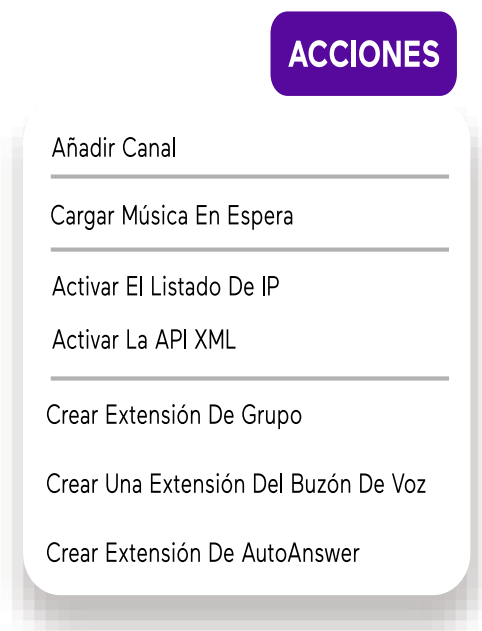 ACCIONES
Añadir Canal
Cargar Música En Espera
Activar El Listado De IP
Activar La API XML
Crear Extensión De Grupo
Crear Una Extensión Del Buzón De Voz
Crear Extensión De AutoAnswer